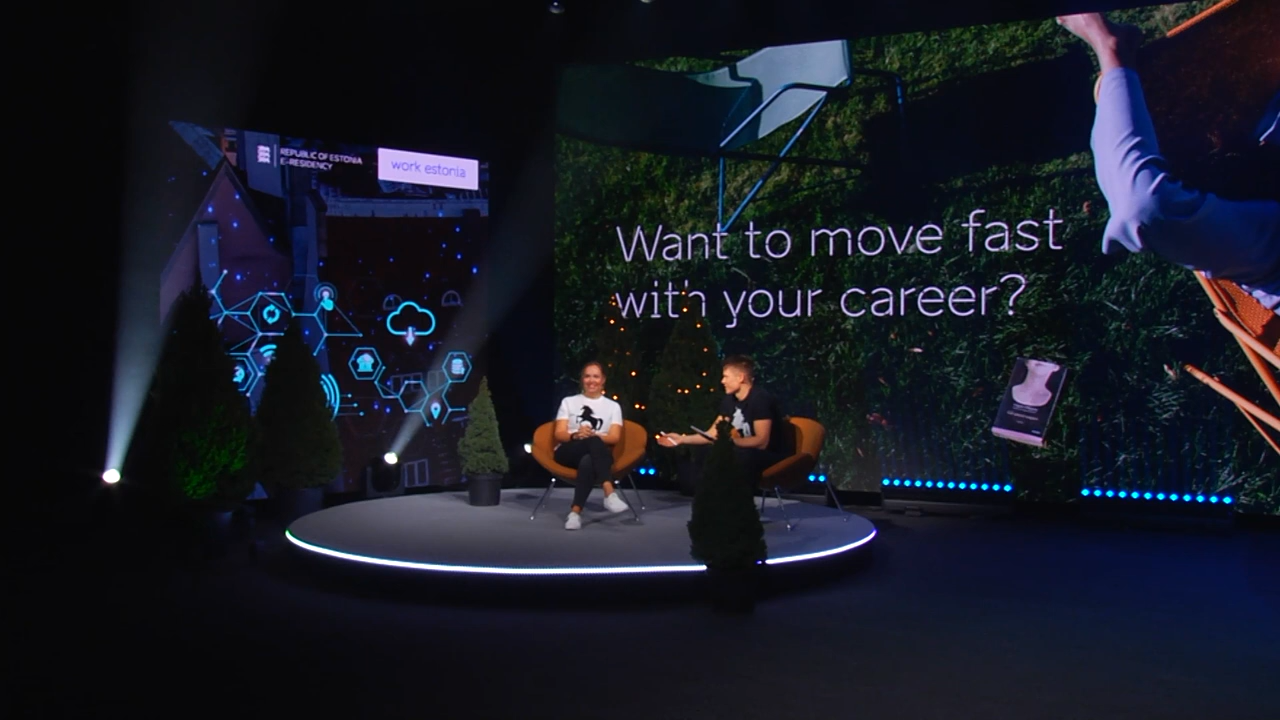 REPUBLIC OF ESTONIA
E-RESIDENCY
work estonia
Want to move fast
with your career?